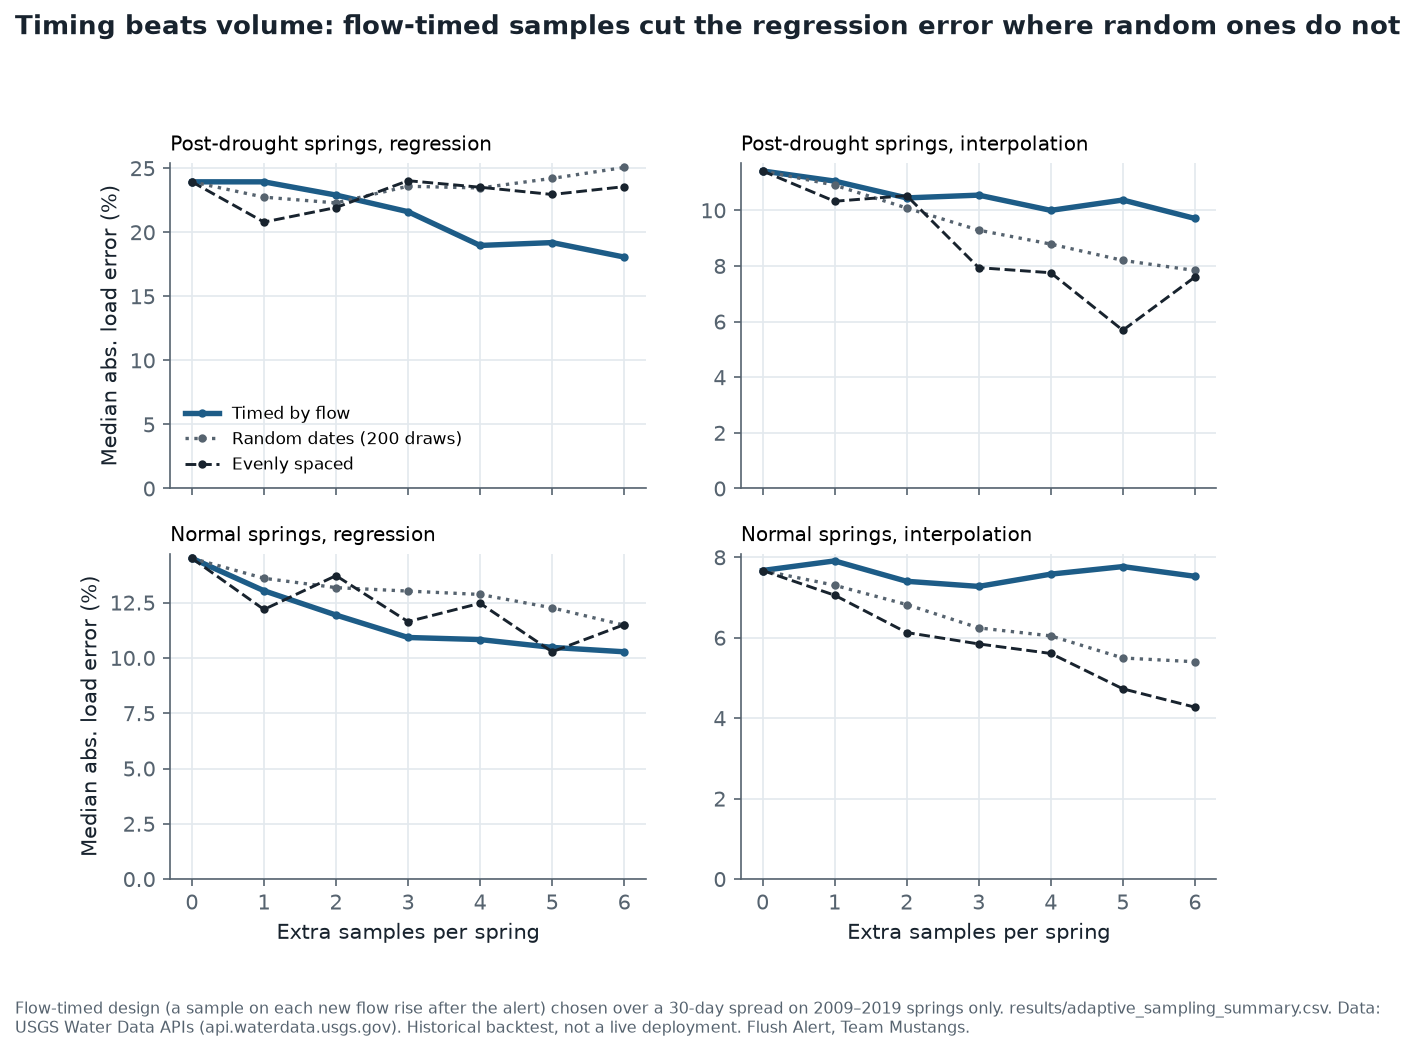 Timing beats volume: flow-timed samples cut the regression error where random ones do not
Post-drought springs, regression
Median abs. load error (%)
25
20
15
10
5
0
Timed by flow
Random dates (200 draws)
Evenly spaced
Post-drought springs, interpolation
10
8
6
4
2
0
Normal springs, regression
Median abs. load error (%)
12.5
10.0
7.5
5.0
2.5
0.0
0 1 2 3 4 5 6
Extra samples per spring
Normal springs, interpolation
8
6
4
2
0
0 1 2 3 4 5 6
Extra samples per spring
Flow-timed design (a sample on each new flow rise after the alert) chosen over a 30-day spread on 2009–2019 springs only. results/adaptive_sampling_summary.csv. Data:
USGS Water Data APIs (api.waterdata.usgs.gov). Historical backtest, not a live deployment. Flush Alert, Team Mustangs.